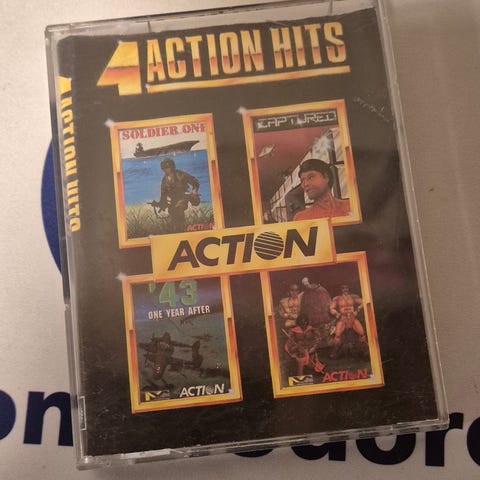 4 ACTION HITS
4 ACTION HITS
SOLDIER ONE
ACTION
CAPTURED
ACTION
'43
ONE YEAR AFTER
ACTION
ACTION
ommodore